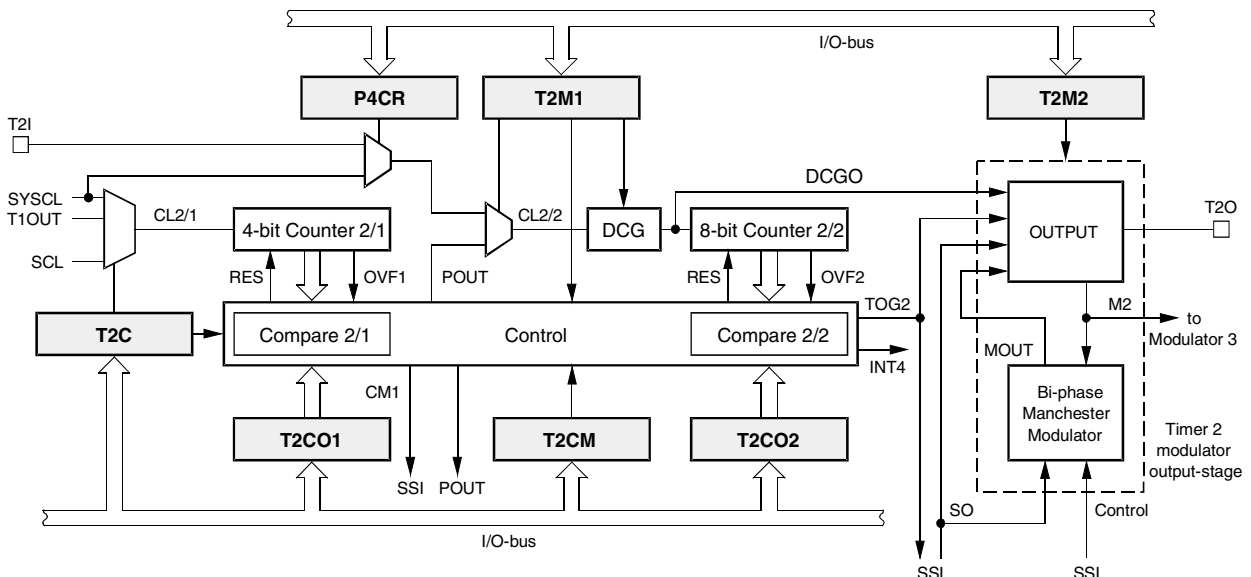 I/O-bus
P4CR
T2M1
T2M2
T2I
DCGO
SYSCL
T1OUT
SCL
CL2/1
4-bit Counter 2/1
CL2/2
DCG
8-bit Counter 2/2
OUTPUT
T2O
RES
OVF1
POUT
RES
OVF2
TOG2
M2
to
Modulator 3
T2C
Compare 2/1
Control
Compare 2/2
INT4
MOUT
CM1
Bi-phase
Manchester
Modulator
T2CO1
T2CM
T2CO2
Timer 2
modulator
output-stage
SSI
POUT
SO
Control
I/O-bus
SSI
SSI